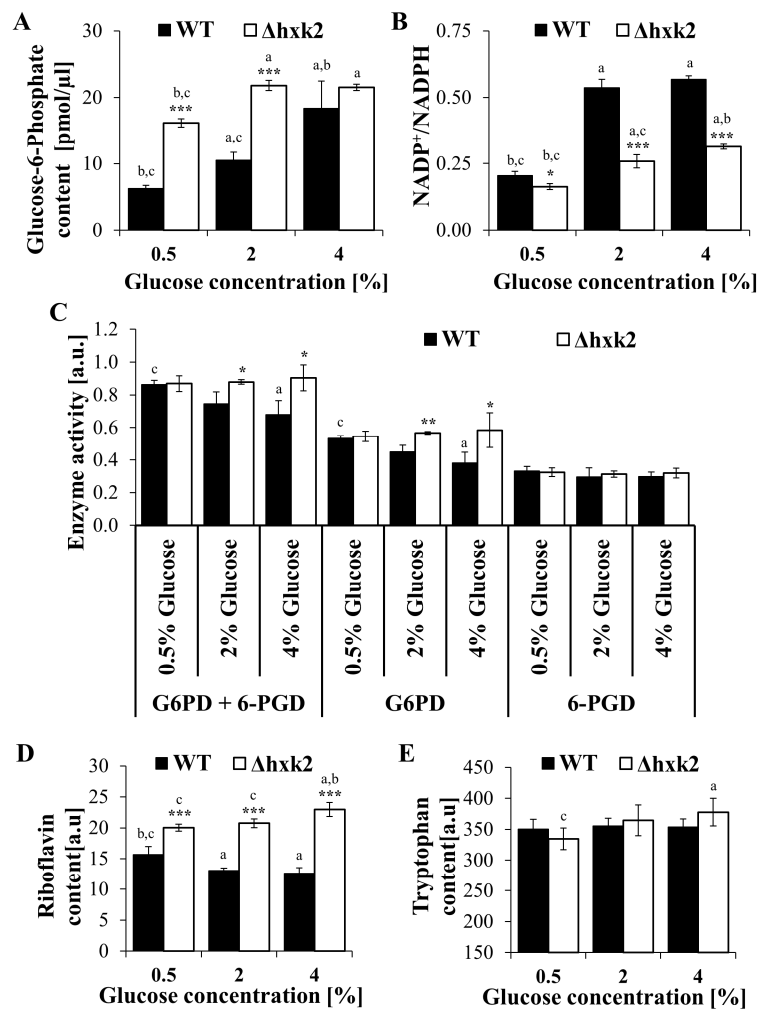 A
WT Δhxk2
Glucose-6-Phosphate
content [pmol/µl]
30
20
10
0
b,c
b,c
***
a,c
a
***
a,b
a
0.5 2 4
Glucose concentration [%]
B
WT Δhxk2
NADP+/NADPH
0.75
0.50
0.25
0.00
b,c
b,c
*
a
a,c
***
a
a,b
***
0.5 2 4
Glucose concentration [%]
C
WT Δhxk2
Enzyme activity [a.u.]
1.2
1.0
0.8
0.6
0.4
0.2
0.0
c
*
a
*
c
**
a
*
0.5% Glucose
2% Glucose
4% Glucose
0.5% Glucose
2% Glucose
4% Glucose
0.5% Glucose
2% Glucose
4% Glucose
G6PD + 6-PGD G6PD 6-PGD
D
WT Δhxk2
Riboflavin
content[a.u]
30
25
20
15
10
5
0
b,c
c
***
a
c
***
a
a,b
***
0.5 2 4
Glucose concentration [%]
E
WT Δhxk2
Tryptophan
content[a.u]
450
400
350
300
250
200
150
c
a
0.5 2 4
Glucose concentration [%]